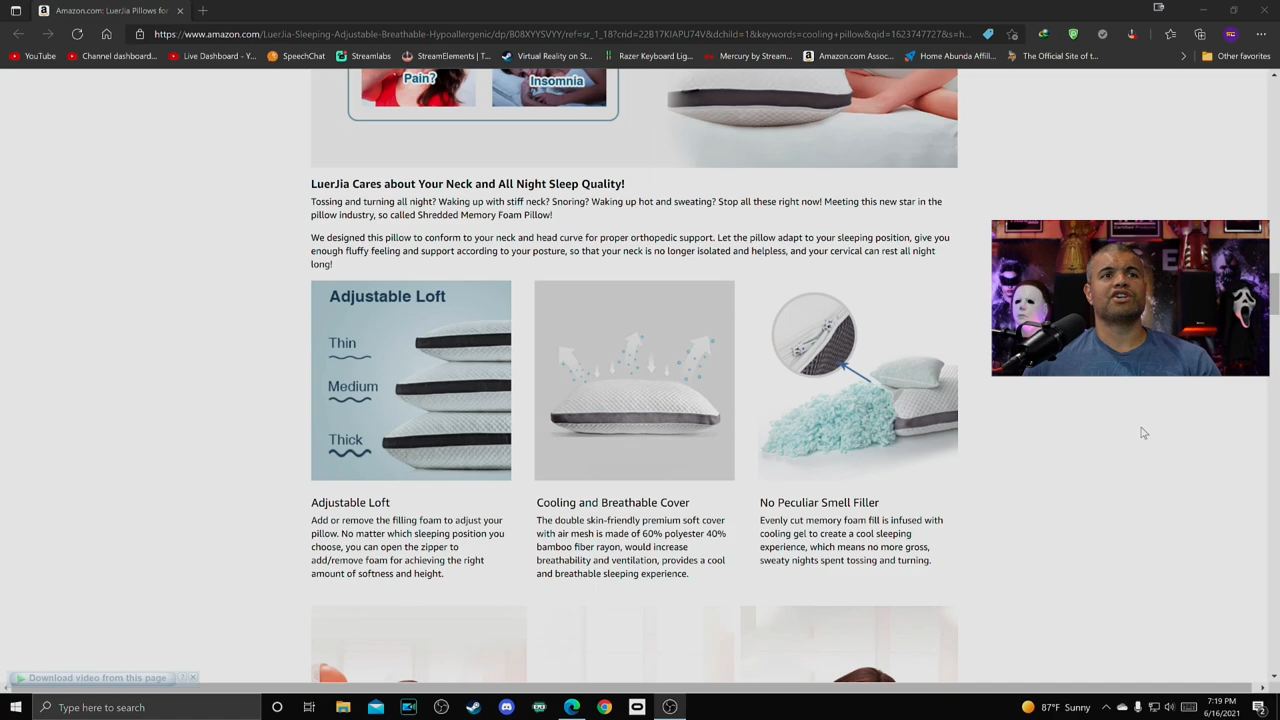 Amazon.com: LuerJia Pillows for
https://www.amazon.com/LuerJia-Sleeping-Adjustable-Breathable-Hypoallergenic/dp/B08XYYSVYY/ref=sr_1_18?crid=22B17KIAPU74V&dchild=1&keywords=cooling+pillow&qid=1623747727&s=h...
YouTube
Channel dashboard...
Live Dashboard - Y...
SpeechChat
Streamlabs
StreamElements | T...
Virtual Reality on St...
Razer Keyboard Lig...
Mercury by Stream...
Amazon.com Assoc...
Home Abunda Affill...
The Official Site of t...
Other favorites
Pain?
Insomnia
LuerJia Cares about Your Neck and All Night Sleep Quality!
Tossing and turning all night? Waking up with stiff neck? Snoring? Waking up hot and sweating? Stop all these right now! Meeting this new star in the
pillow industry, so called Shredded Memory Foam Pillow!
We designed this pillow to conform to your neck and head curve for proper orthopedic support. Let the pillow adapt to your sleeping position, give you
enough fluffy feeling and support according to your posture, so that your neck is no longer isolated and helpless, and your cervical can rest all night
long!
Adjustable Loft
Thin
Medium
Thick
Adjustable Loft
Add or remove the filling foam to adjust your
pillow. No matter which sleeping position you
choose, you can open the zipper to
add/remove foam for achieving the right
amount of softness and height.
Cooling and Breathable Cover
The double skin-friendly premium soft cover
with air mesh is made of 60% polyester 40%
bamboo fiber rayon, would increase
breathability and ventilation, provides a cool
and breathable sleeping experience.
No Peculiar Smell Filler
Evenly cut memory foam fill is infused with
cooling gel to create a cool sleeping
experience, which means no more gross,
sweaty nights spent tossing and turning.
Download video from this page
Type here to search
87°F Sunny
7:19 PM
6/16/2021